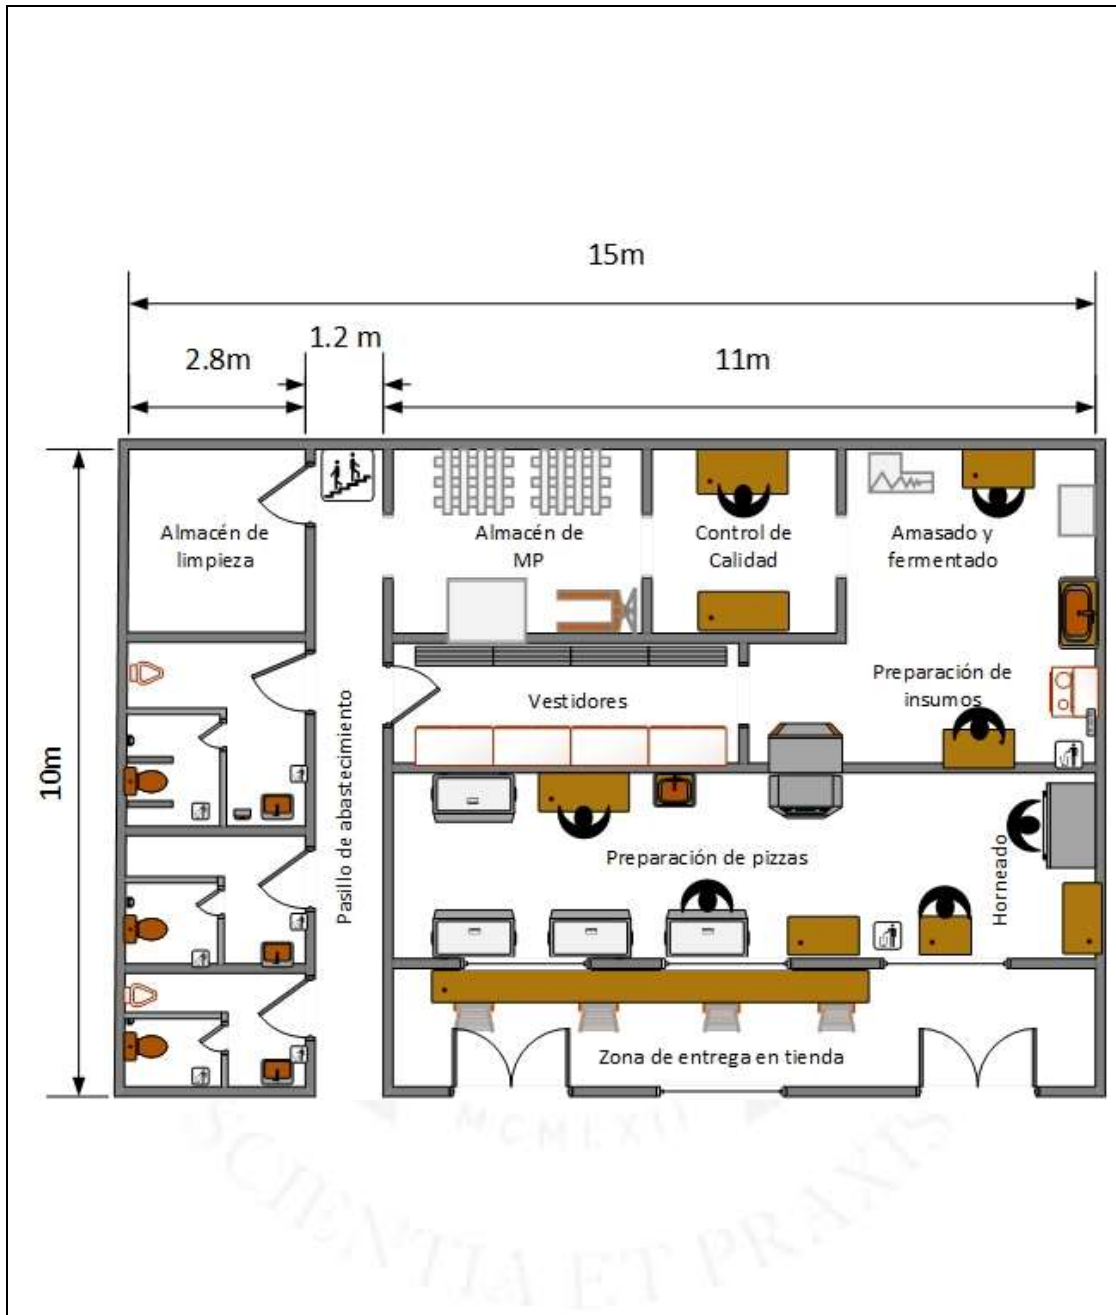 15m
1.2 m
2.8m
11m
10m
Almacén de
limpieza
Almacén de
MP
Control de
Calidad
Amasado y
fermentado
Preparación de
insumos
Vestidores
Pasillo de abastecimiento
Preparación de pizzas
Horneado
Zona de entrega en tienda
MCMLXII
SCIENTIA ET PRAXIS